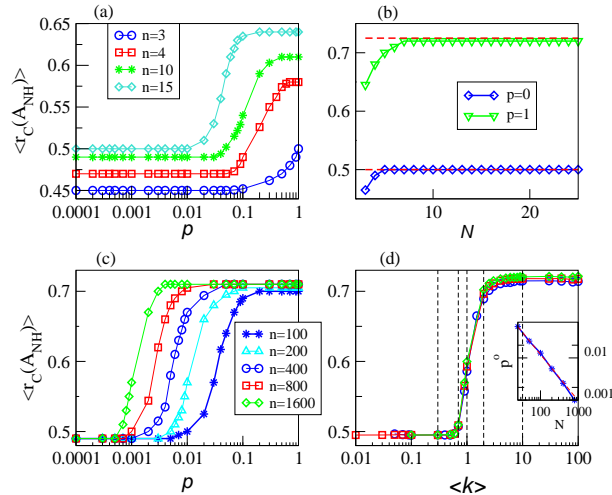 (a)
<r_C(A_NH)>
0.65
0.6
0.55
0.5
0.45
n=3
n=4
n=10
n=15
0.0001 0.001 0.01 0.1 1
p
(b)
0.7
0.6
0.5
p=0
p=1
10 20
N
(c)
<r_C(A_NH)>
0.7
0.6
0.5
n=100
n=200
n=400
n=800
n=1600
0.0001 0.001 0.01 0.1 1
p
(d)
0.7
0.6
0.5
p^o
0.01
0.001
100 1000
N
0.01 0.1 1 10 100
<k>